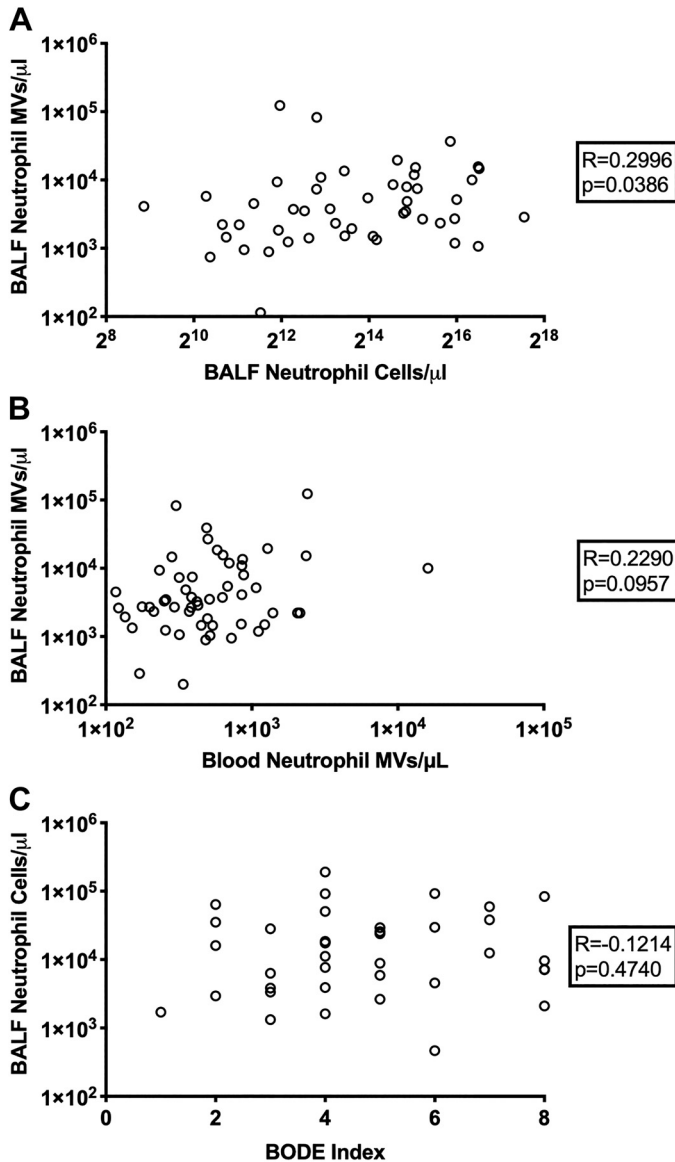 A
BALF Neutrophil MVs/μl
1×10⁶
1×10⁵
1×10⁴
1×10³
1×10²
2⁸
2¹⁰
2¹²
2¹⁴
2¹⁶
2¹⁸
BALF Neutrophil Cells/μl
R=0.2996
p=0.0386
B
BALF Neutrophil MVs/μl
1×10⁶
1×10⁵
1×10⁴
1×10³
1×10²
1×10²
1×10³
1×10⁴
1×10⁵
Blood Neutrophil MVs/μL
R=0.2290
p=0.0957
C
BALF Neutrophil Cells/μl
1×10⁶
1×10⁵
1×10⁴
1×10³
1×10²
0
2
4
6
8
BODE Index
R=-0.1214
p=0.4740